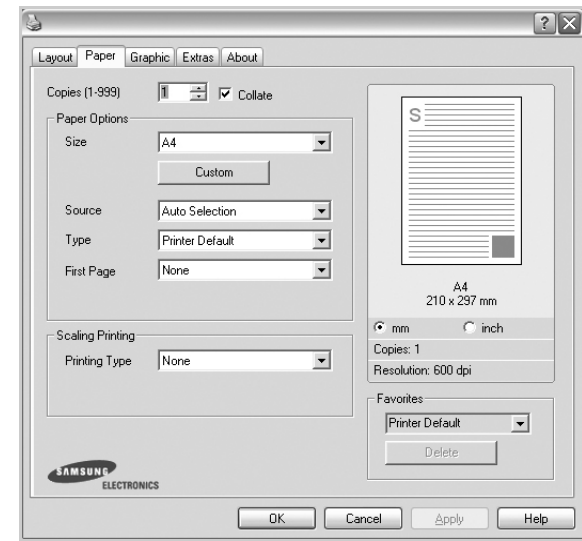 Layout Paper Graphic Extras About
Copies (1-999) 1 Collate
Paper Options
Size A4
Custom
Source Auto Selection
Type Printer Default
First Page None
Scaling Printing
Printing Type None
SAMSUNG
ELECTRONICS
S
A4
210 x 297 mm
mm inch
Copies: 1
Resolution: 600 dpi
Favorites
Printer Default
Delete
OK Cancel Apply Help